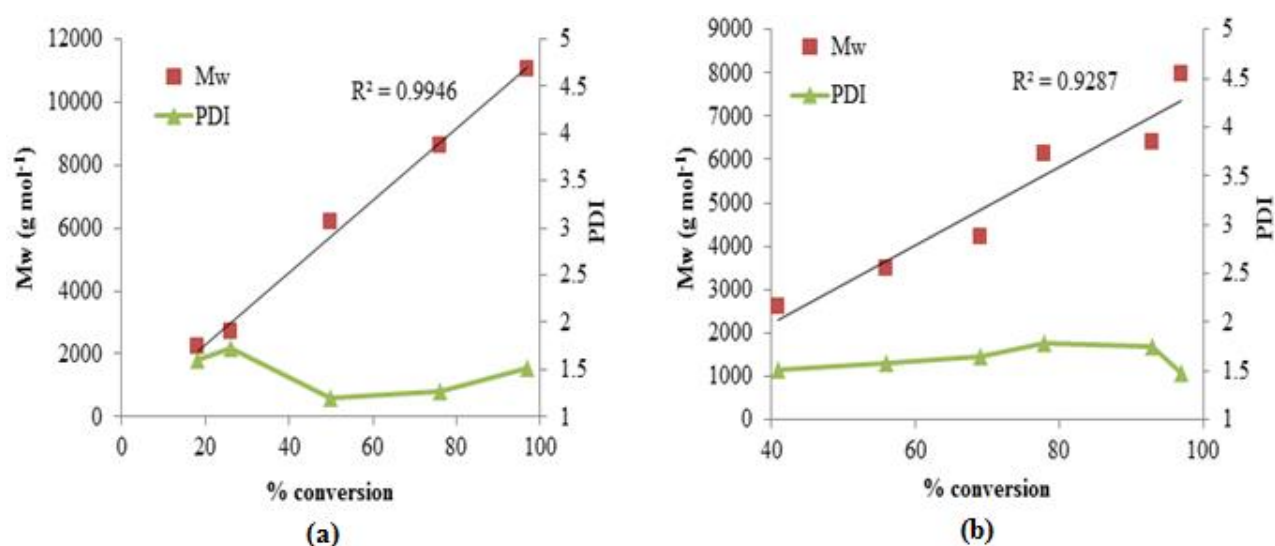 12000
10000
8000
6000
4000
2000
0
Mw (g mol⁻¹)
Mw
PDI
R² = 0.9946
5
4.5
4
3.5
3
2.5
2
1.5
1
PDI
0 20 40 60 80 100
% conversion
(a)
9000
8000
7000
6000
5000
4000
3000
2000
1000
0
Mw (g mol⁻¹)
Mw
PDI
R² = 0.9287
5
4.5
4
3.5
3
2.5
2
1.5
1
PDI
40 60 80 100
% conversion
(b)